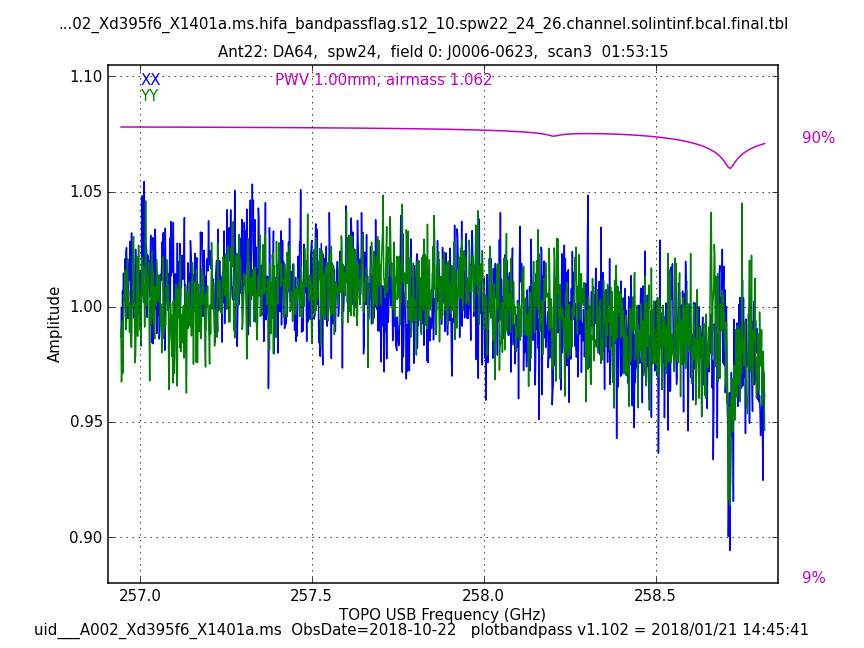 ...02_Xd395f6_X1401a.ms.hifa_bandpassflag.s12_10.spw22_24_26.channel.solintinf.bcal.final.tbl
Ant22: DA64,  spw24,  field 0: J0006-0623,  scan3  01:53:15
XX
PWV 1.00mm, airmass 1.062
YY
1.10
1.05
1.00
0.95
0.90
Amplitude
90%
9%
257.0
257.5
258.0
258.5
TOPO USB Frequency (GHz)
uid___A002_Xd395f6_X1401a.ms  ObsDate=2018-10-22   plotbandpass v1.102 = 2018/01/21 14:45:41